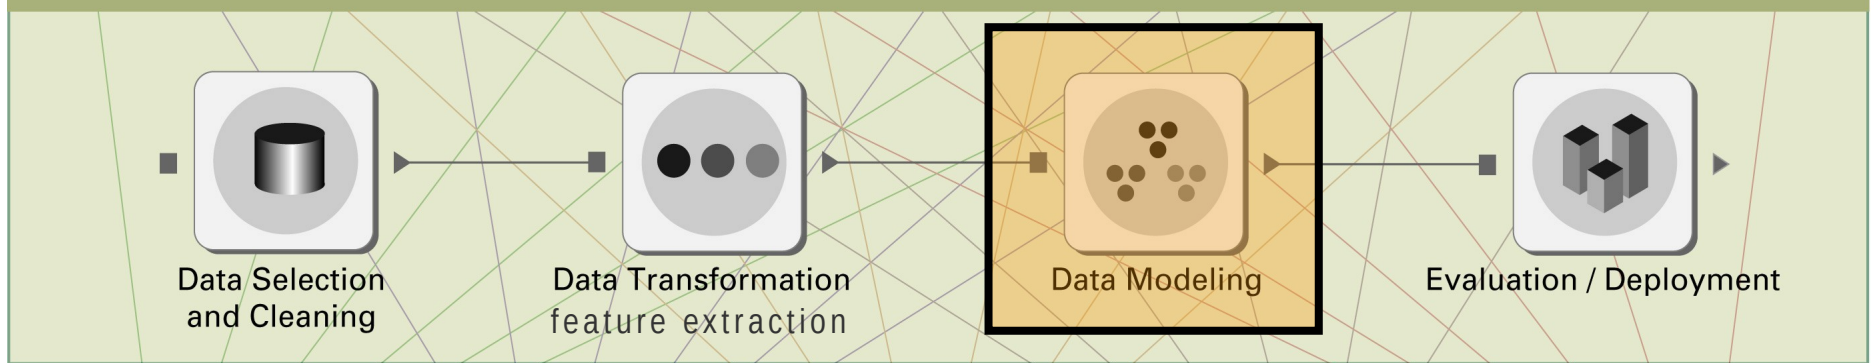 Data Selection
and Cleaning
Data Transformation
feature extraction
Data Modeling
Evaluation / Deployment